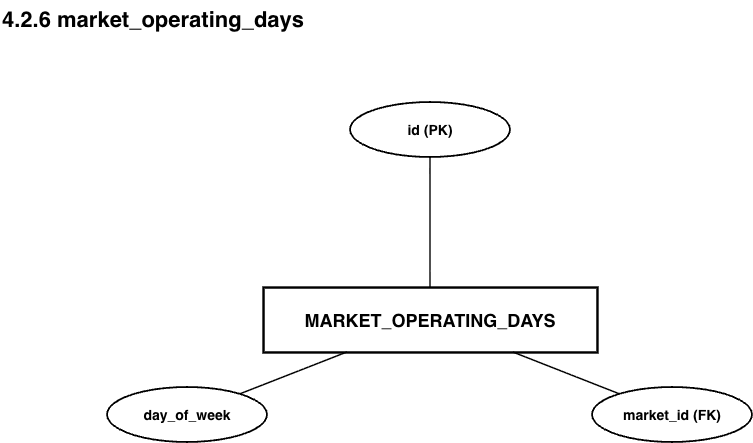 4.2.6 market_operating_days
id (PK)
MARKET_OPERATING_DAYS
day_of_week
market_id (FK)